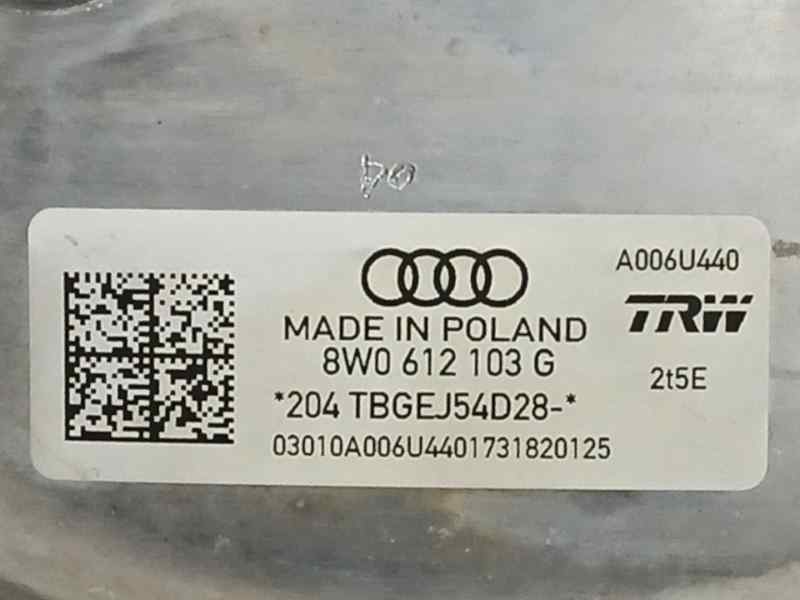 A006U440
TRW
MADE IN POLAND
8W0 612 103 G
2t5E
*204 TBGEJ54D28-*
03010A006U4401731820125